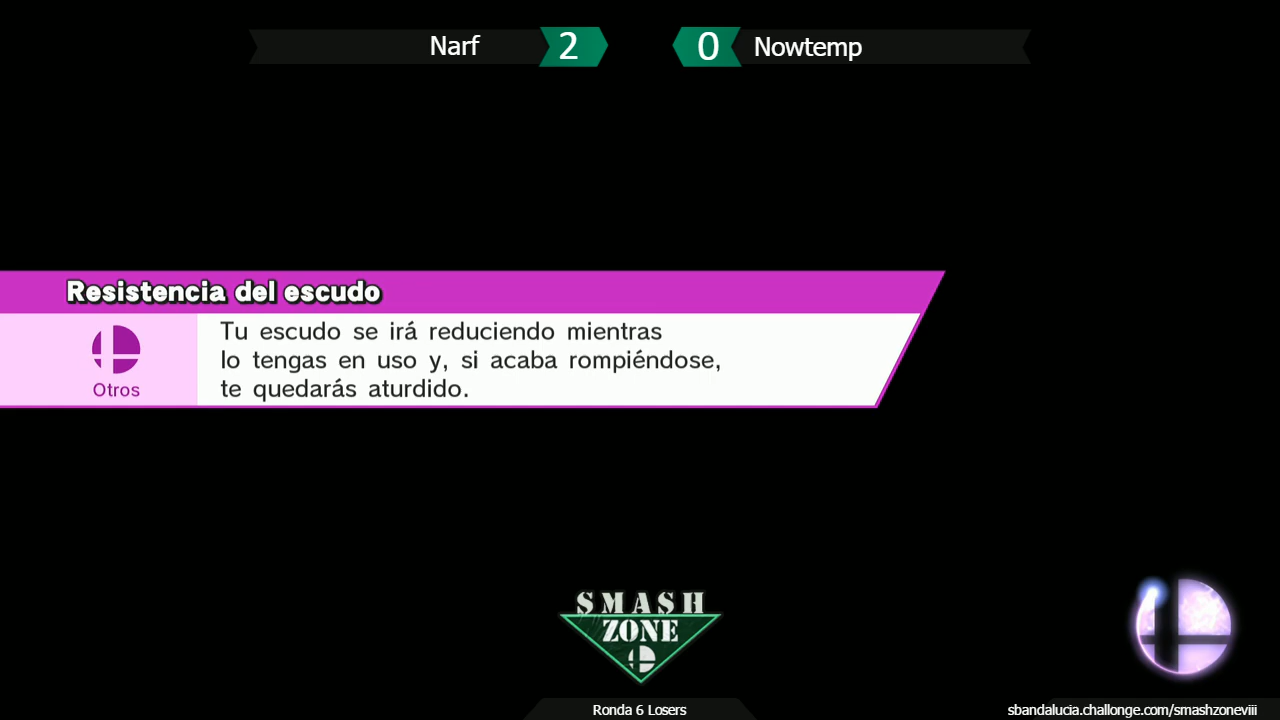 Narf 2 0 Nowtemp
Resistencia del escudo
Otros
Tu escudo se irá reduciendo mientras
lo tengas en uso y, si acaba rompiéndose,
te quedarás aturdido.
SMASH
ZONE
Ronda 6 Losers
sbandalucia.challonge.com/smashzoneviii